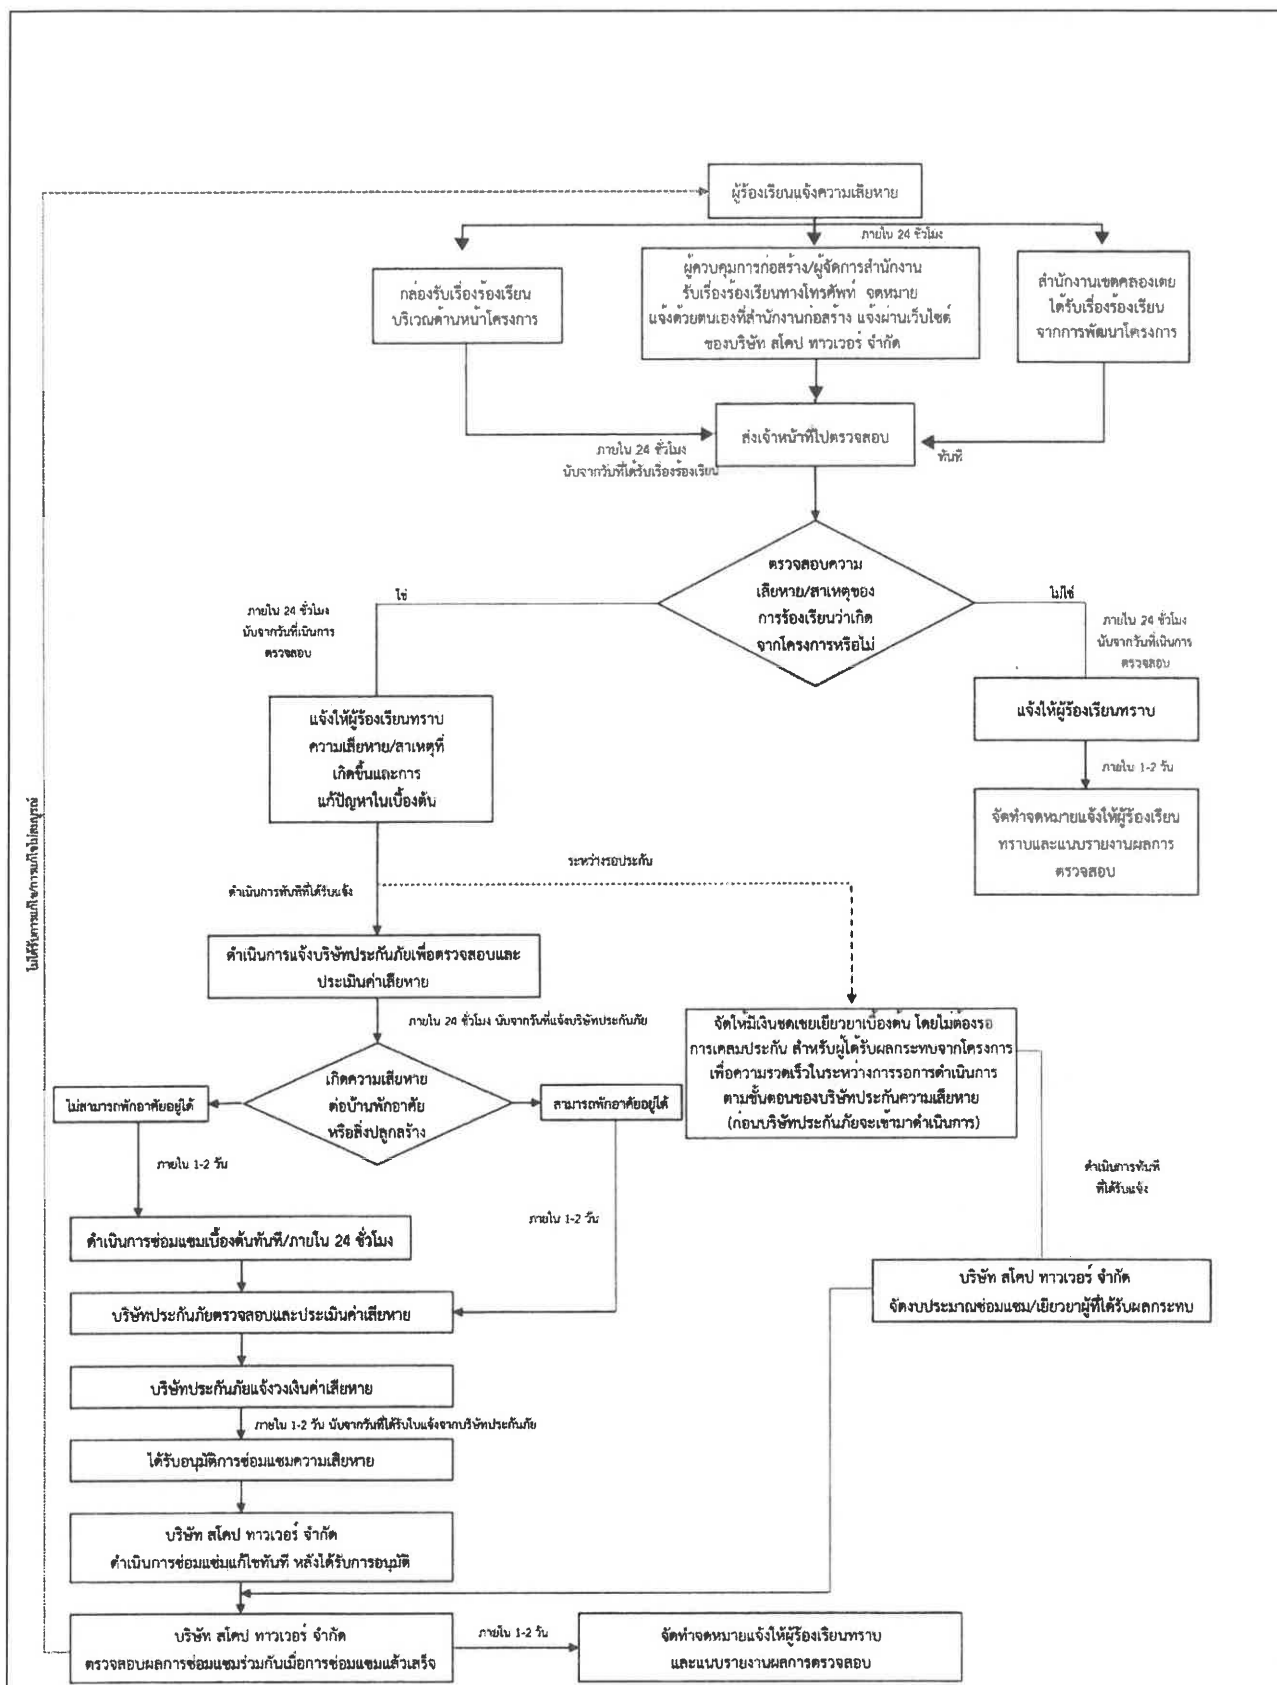 ผู้ร้องเรียนแจ้งความเสียหาย
ภายใน 24 ชั่วโมง
กล่องรับเรื่องร้องเรียน
บริเวณด้านหน้าโครงการ
ผู้ควบคุมการก่อสร้าง/ผู้จัดการสำนักงาน
รับเรื่องร้องเรียนทางโทรศัพท์ จดหมาย
แจ้งด้วยตนเองที่สำนักงานก่อสร้าง แจ้งผ่านเว็บไซต์
ของบริษัท สโคป ทาวเวอร์ จำกัด
สำนักงานเขตคลองเตย
ได้รับเรื่องร้องเรียน
จากการพัฒนาโครงการ
ส่งเจ้าหน้าที่ไปตรวจสอบ
ภายใน 24 ชั่วโมง
นับจากวันที่ได้รับเรื่องร้องเรียน
ทันที
ตรวจสอบความ
เสียหาย/สาเหตุของ
การร้องเรียนว่าเกิด
จากโครงการหรือไม่
ใช่
ไม่ใช่
ภายใน 24 ชั่วโมง
นับจากวันที่เนินการ
ตรวจสอบ
ภายใน 24 ชั่วโมง
นับจากวันที่เนินการ
ตรวจสอบ
แจ้งให้ผู้ร้องเรียนทราบ
ความเสียหาย/สาเหตุที่
เกิดขึ้นและการ
แก้ปัญหาในเบื้องต้น
แจ้งให้ผู้ร้องเรียนทราบ
ภายใน 1-2 วัน
จัดทำจดหมายแจ้งให้ผู้ร้องเรียน
ทราบและแนบรายงานผลการ
ตรวจสอบ
ระหว่างรอประกัน
ดำเนินการทันทีที่ได้รับแจ้ง
ไม่ได้รับการแก้ไข/การแก้ไขไม่สมบูรณ์
ดำเนินการแจ้งบริษัทประกันภัยเพื่อตรวจสอบและ
ประเมินค่าเสียหาย
ภายใน 24 ชั่วโมง นับจากวันที่แจ้งบริษัทประกันภัย
จัดให้มีเงินชดเชยเยียวยาเบื้องต้น โดยไม่ต้องรอ
การเคลมประกัน สำหรับผู้ได้รับผลกระทบจากโครงการ
เพื่อความรวดเร็วในระหว่างการรอการดำเนินการ
ตามขั้นตอนของบริษัทประกันความเสียหาย
(ก่อนบริษัทประกันภัยจะเข้ามาดำเนินการ)
เกิดความเสียหาย
ต่อบ้านพักอาศัย
หรือสิ่งปลูกสร้าง
ไม่สามารถพักอาศัยอยู่ได้
สามารถพักอาศัยอยู่ได้
ภายใน 1-2 วัน
ภายใน 1-2 วัน
ดำเนินการทันที
ที่ได้รับแจ้ง
ดำเนินการซ่อมแซมเบื้องต้นทันที/ภายใน 24 ชั่วโมง
บริษัท สโคป ทาวเวอร์ จำกัด
จัดงบประมาณซ่อมแซม/เยียวยาผู้ที่ได้รับผลกระทบ
บริษัทประกันภัยตรวจสอบและประเมินค่าเสียหาย
บริษัทประกันภัยแจ้งวงเงินค่าเสียหาย
ภายใน 1-2 วัน นับจากวันที่ได้รับใบแจ้งจากบริษัทประกันภัย
ได้รับอนุมัติการซ่อมแซมความเสียหาย
บริษัท สโคป ทาวเวอร์ จำกัด
ดำเนินการซ่อมแซ่มแก้ไขทันที หลังได้รับการอนุมัติ
บริษัท สโคป ทาวเวอร์ จำกัด
ตรวจสอบผลการซ่อมแซมร่วมกันเมื่อการซ่อมแซมแล้วเสร็จ
ภายใน 1-2 วัน
จัดทำจดหมายแจ้งให้ผู้ร้องเรียนทราบ
และแนบรายงานผลการตรวจสอบ